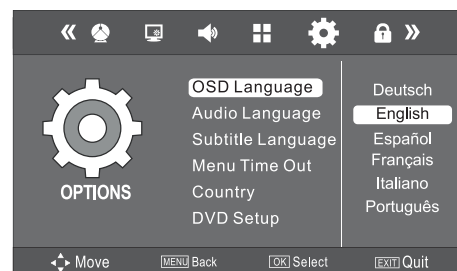 OSD Language
Audio Language
Subtitle Language
Menu Time Out
Country
DVD Setup
OPTIONS
Deutsch
English
Español
Français
Italiano
Português
Move
MENU Back
OK Select
EXIT Quit